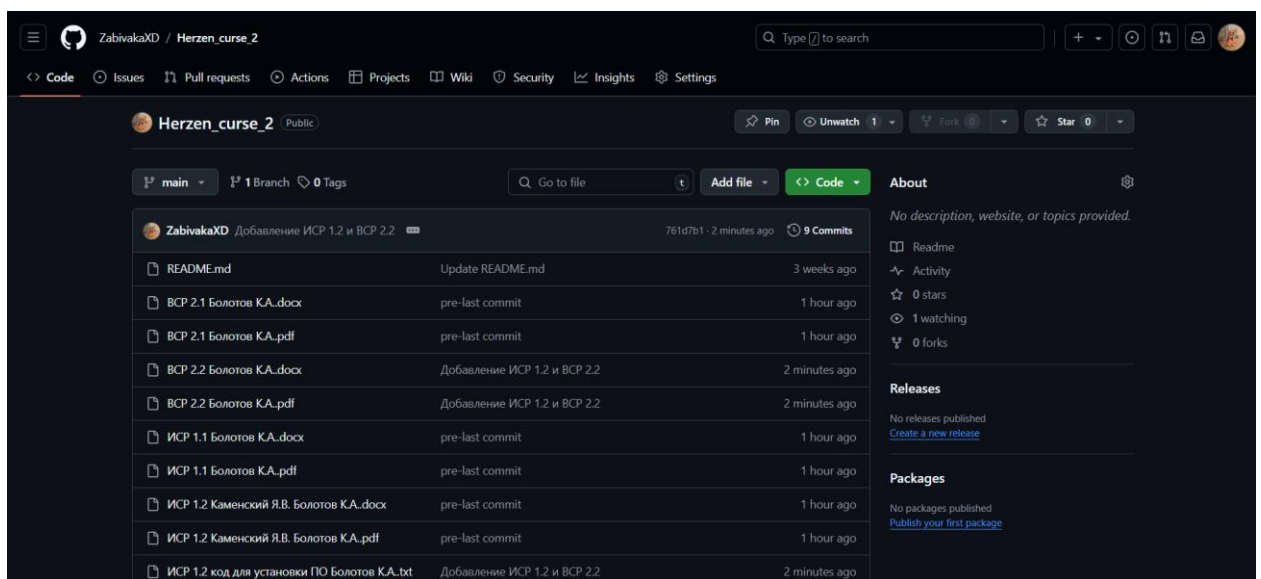 ZabivakaXD / Herzen_curse_2
Type / to search
Code Issues Pull requests Actions Projects Wiki Security Insights Settings
Herzen_curse_2 Public
Pin Unwatch 1 Fork 0 Star 0
main 1 Branch 0 Tags Go to file t Add file Code
About
No description, website, or topics provided.
Readme
Activity
0 stars
1 watching
0 forks
Releases
No releases published
Create a new release
Packages
No packages published
Publish your first package
ZabivakaXD Добавление ИСР 1.2 и ВСР 2.2 761d7b1 · 2 minutes ago 9 Commits
README.md Update README.md 3 weeks ago
ВСР 2.1 Болотов К.А..docx pre-last commit 1 hour ago
ВСР 2.1 Болотов К.А..pdf pre-last commit 1 hour ago
ВСР 2.2 Болотов К.А..docx Добавление ИСР 1.2 и ВСР 2.2 2 minutes ago
ВСР 2.2 Болотов К.А..pdf Добавление ИСР 1.2 и ВСР 2.2 2 minutes ago
ИСР 1.1 Болотов К.А..docx pre-last commit 1 hour ago
ИСР 1.1 Болотов К.А..pdf pre-last commit 1 hour ago
ИСР 1.2 Каменский Я.В. Болотов К.А..docx pre-last commit 1 hour ago
ИСР 1.2 Каменский Я.В. Болотов К.А..pdf pre-last commit 1 hour ago
ИСР 1.2 код для установки ПО Болотов К.А..txt Добавление ИСР 1.2 и ВСР 2.2 2 minutes ago